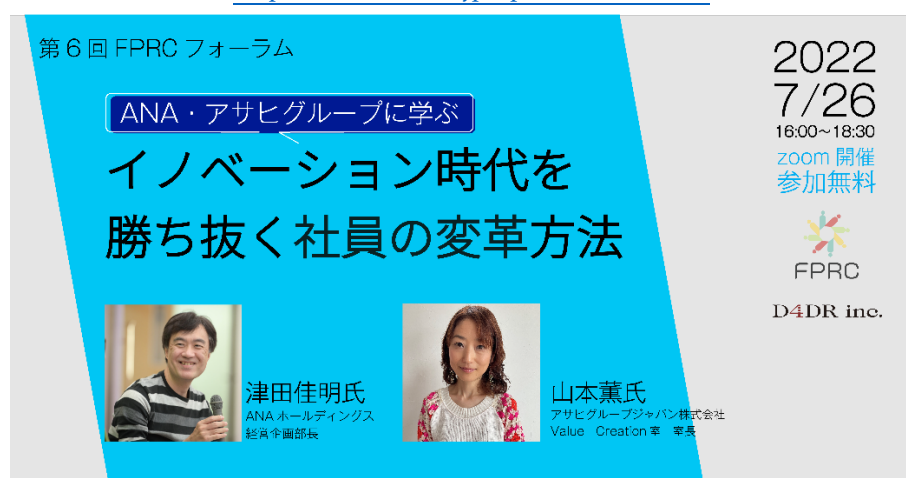 第6回 FPRC フォーラム
ANA・アサヒグループに学ぶ
イノベーション時代を
勝ち抜く社員の変革方法
2022
7/26
16:00~18:30
zoom 開催
参加無料
FPRC
D4DR inc.
津田佳明氏
ANA ホールディングス
経営企画部長
山本薫氏
アサヒグループジャパン株式会社
Value Creation 室 室長